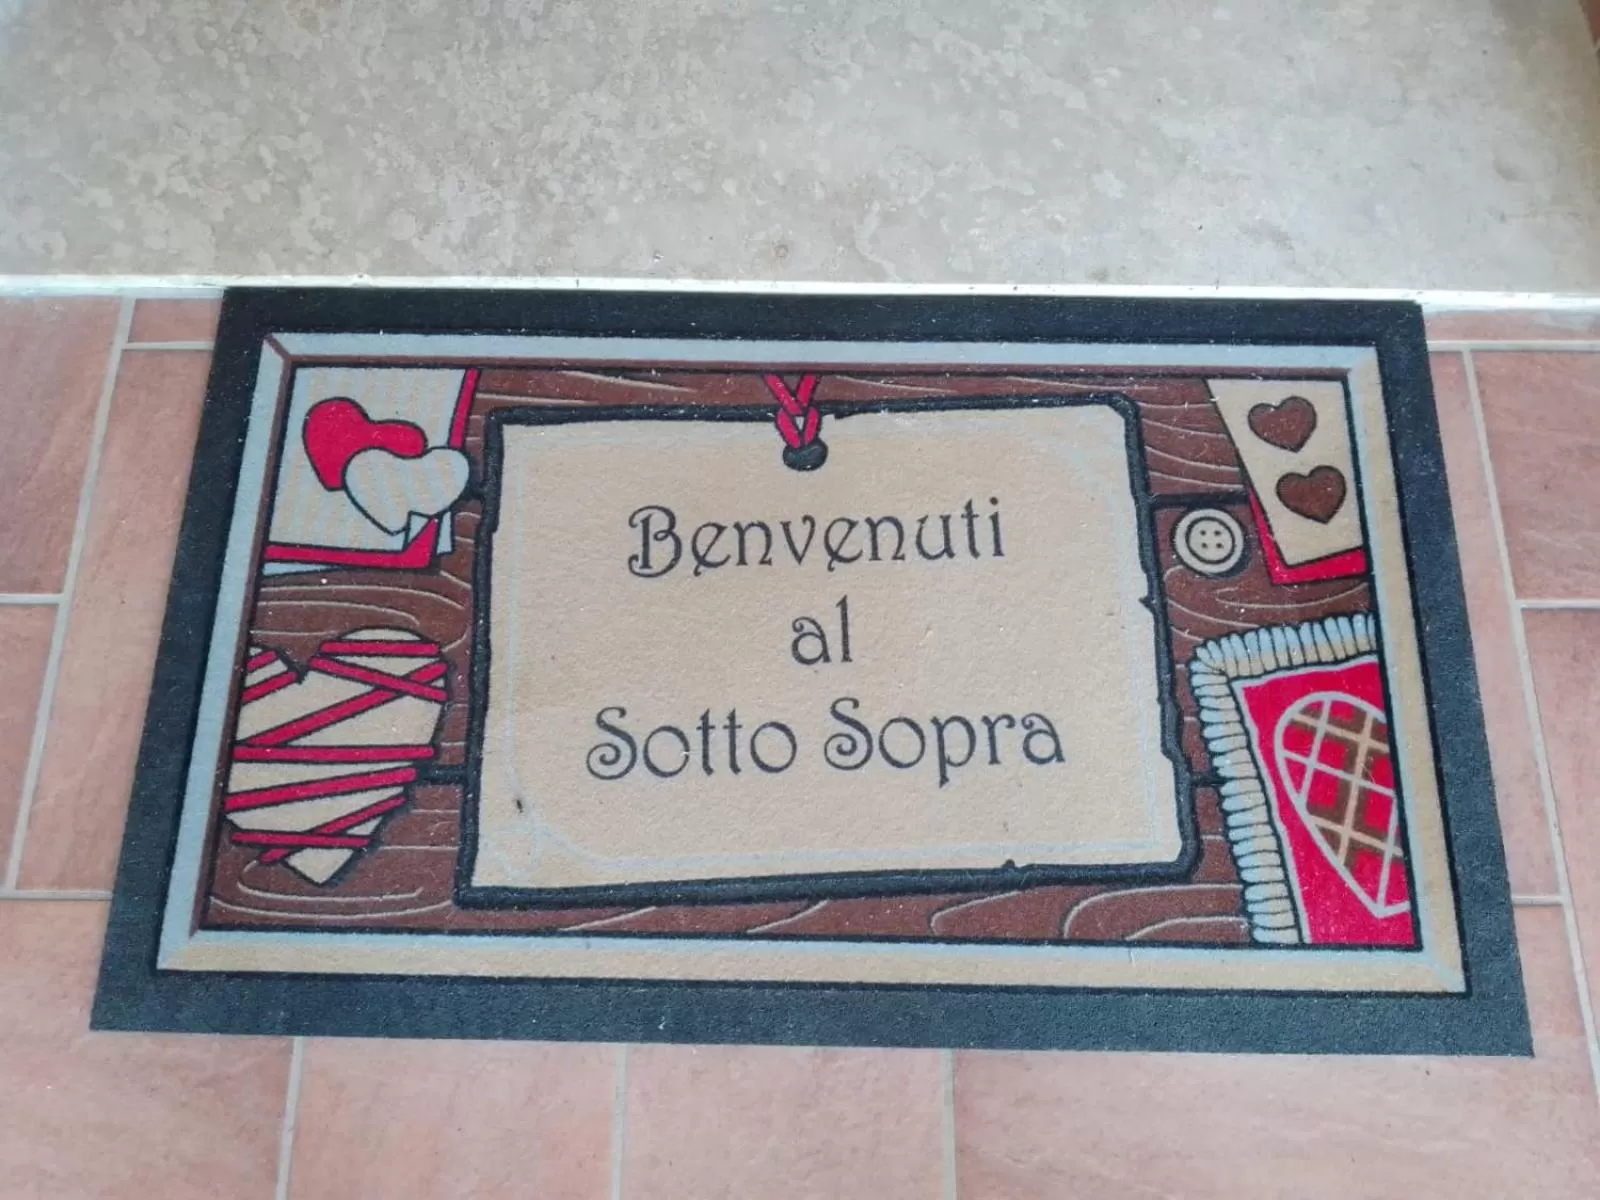 Benvenuti
al
Sotto Sopra